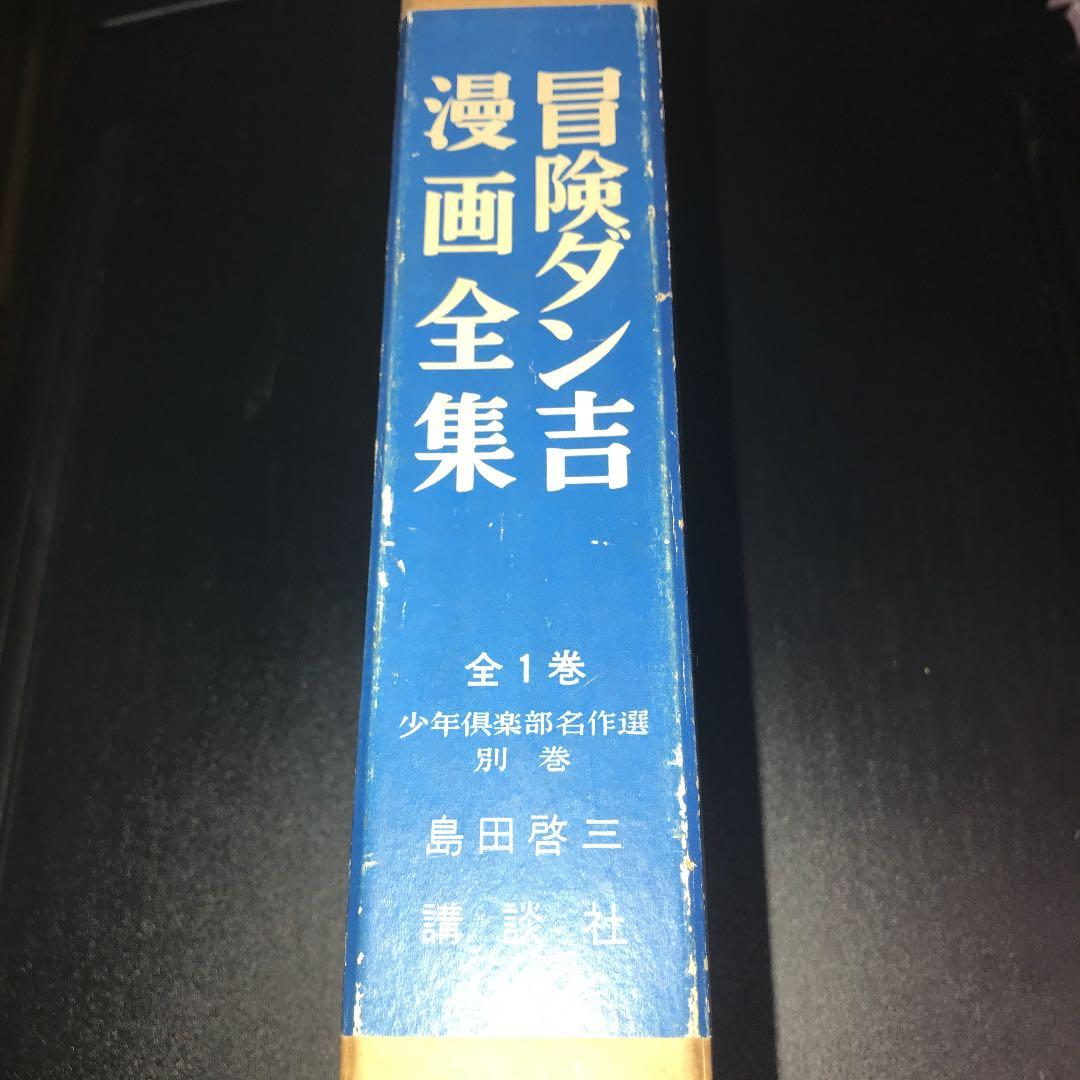 冒険ダン吉
漫画全集
全1巻
少年倶楽部名作選
別巻
島田啓三
講談社